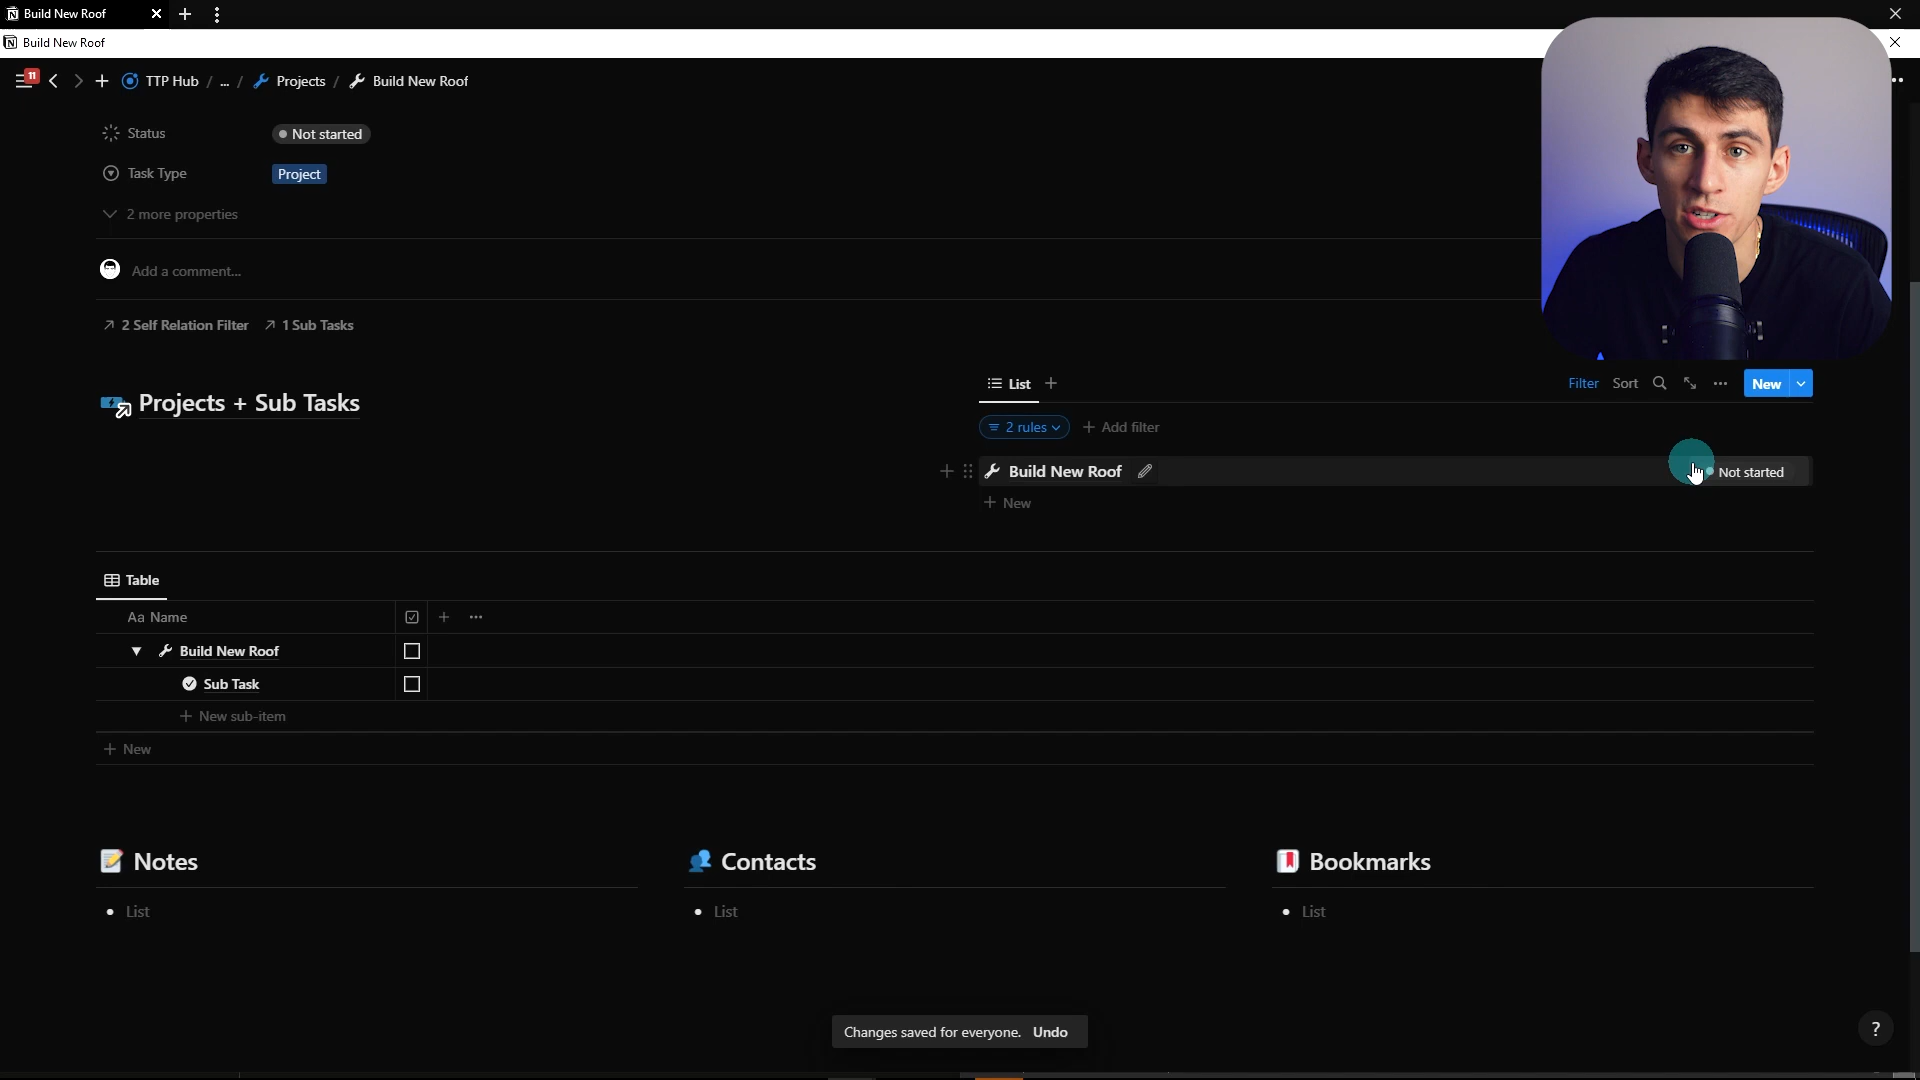 Build New Roof
Build New Roof
11
TTP Hub / ... / Projects / Build New Roof
Status
Not started
Task Type
Project
2 more properties
Add a comment...
2 Self Relation Filter
1 Sub Tasks
Projects + Sub Tasks
List
Filter
Sort
New
2 rules
Add filter
Build New Roof
Not started
New
Table
Aa Name
Build New Roof
Sub Task
New sub-item
New
Notes
List
Contacts
List
Bookmarks
List
Changes saved for everyone. Undo
?